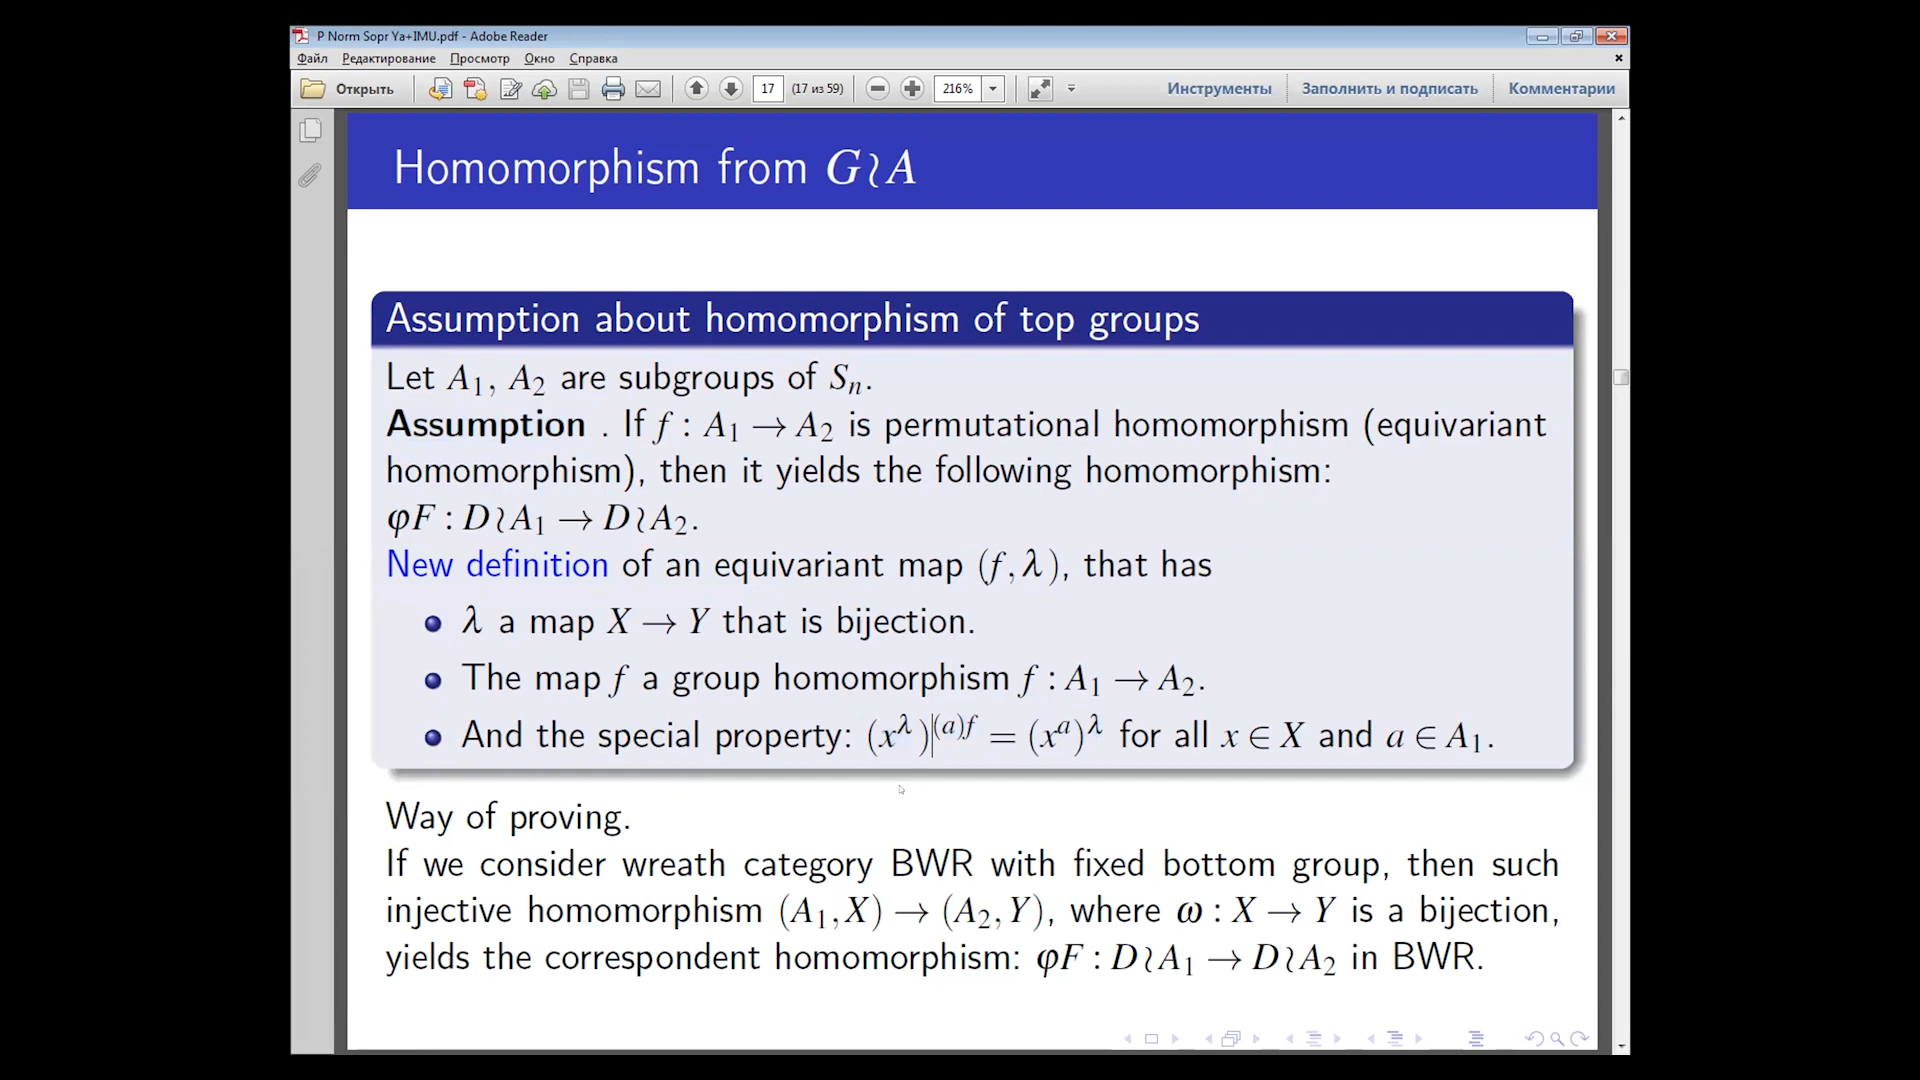 P Norm Sopr Ya+IMU.pdf - Adobe Reader
Файл Редактирование Просмотр Окно Справка
Открыть 17 (17 из 59) 216% Инструменты Заполнить и подписать Комментарии
Homomorphism from G ≀ A
Assumption about homomorphism of top groups
Let A₁, A₂ are subgroups of Sₙ.
Assumption . If f : A₁ → A₂ is permutational homomorphism (equivariant
homomorphism), then it yields the following homomorphism:
φF : D ≀ A₁ → D ≀ A₂.
New definition of an equivariant map (f, λ), that has
λ a map X → Y that is bijection.
The map f a group homomorphism f : A₁ → A₂.
And the special property: (x^λ)|^(a)f = (x^a)^λ for all x ∈ X and a ∈ A₁.
Way of proving.
If we consider wreath category BWR with fixed bottom group, then such
injective homomorphism (A₁, X) → (A₂, Y), where ω : X → Y is a bijection,
yields the correspondent homomorphism: φF : D ≀ A₁ → D ≀ A₂ in BWR.